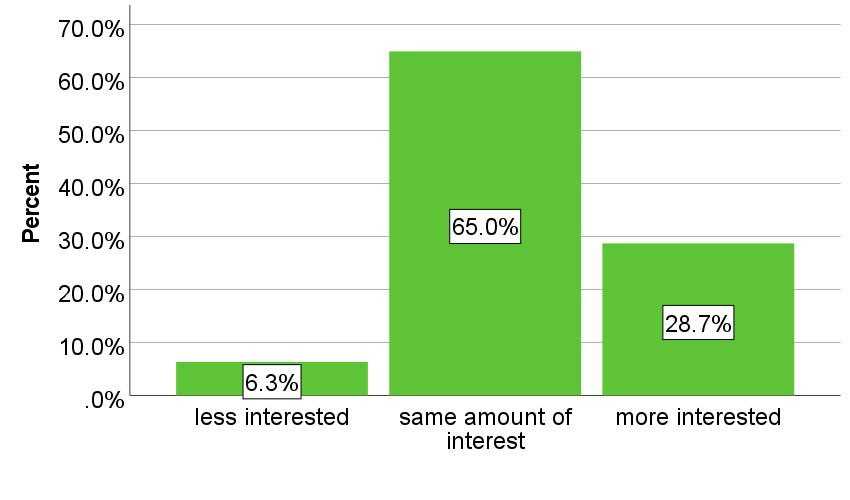 70.0%
60.0%
50.0%
40.0%
30.0%
20.0%
10.0%
.0%
Percent
6.3%
65.0%
28.7%
less interested
same amount of
interest
more interested